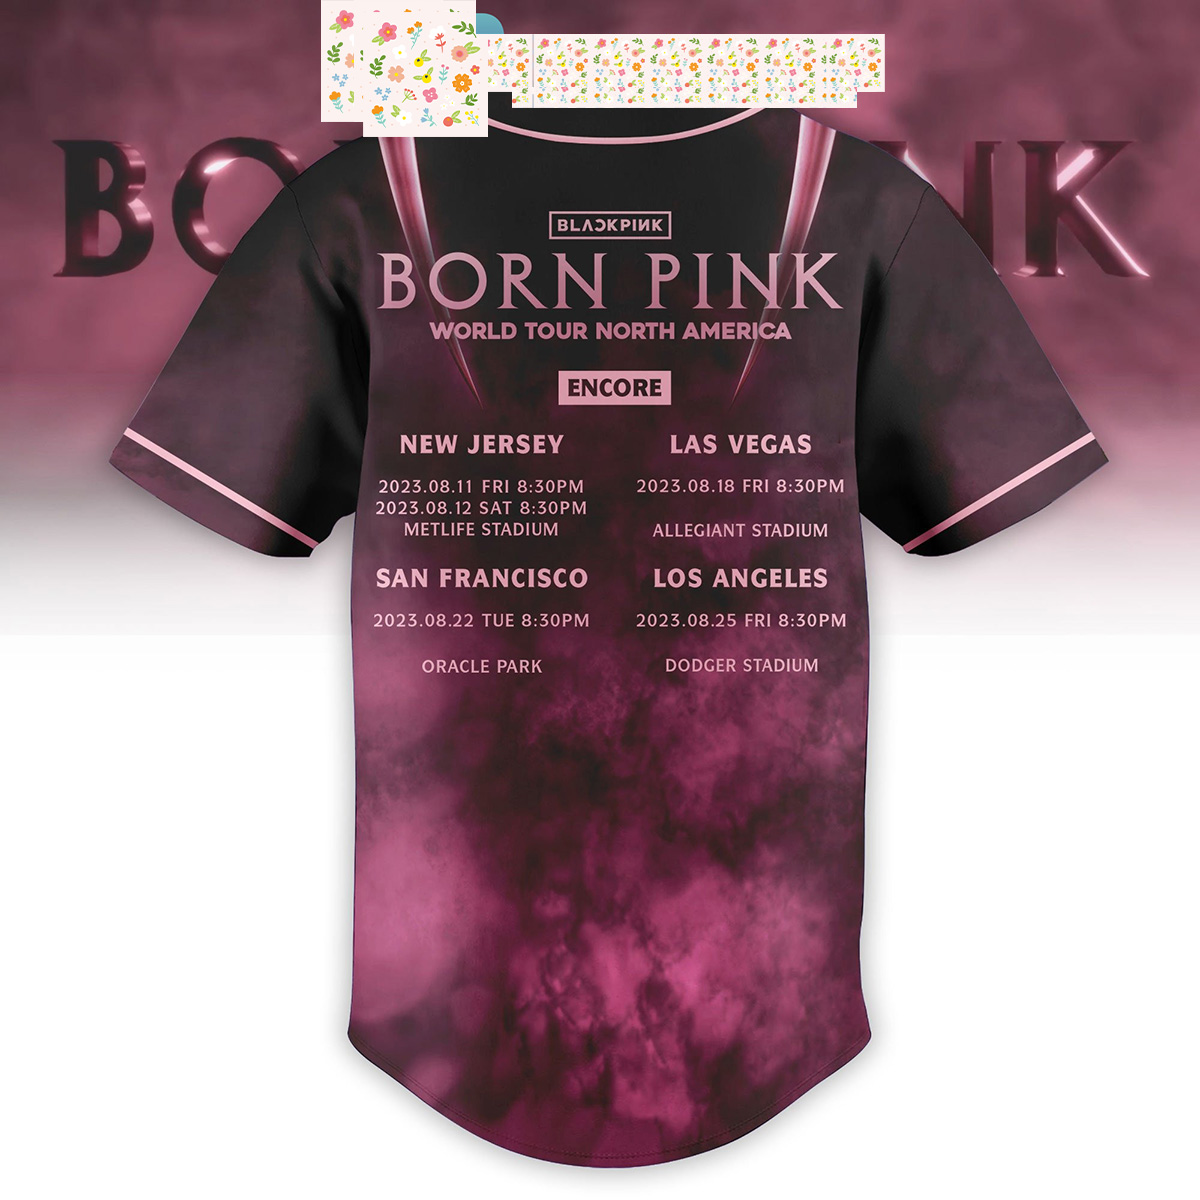 BLACKPINK
BORN PINK
WORLD TOUR NORTH AMERICA
ENCORE
NEW JERSEY
2023.08.11 FRI 8:30PM
2023.08.12 SAT 8:30PM
METLIFE STADIUM
LAS VEGAS
2023.08.18 FRI 8:30PM
ALLEGIANT STADIUM
SAN FRANCISCO
2023.08.22 TUE 8:30PM
ORACLE PARK
LOS ANGELES
2023.08.25 FRI 8:30PM
DODGER STADIUM